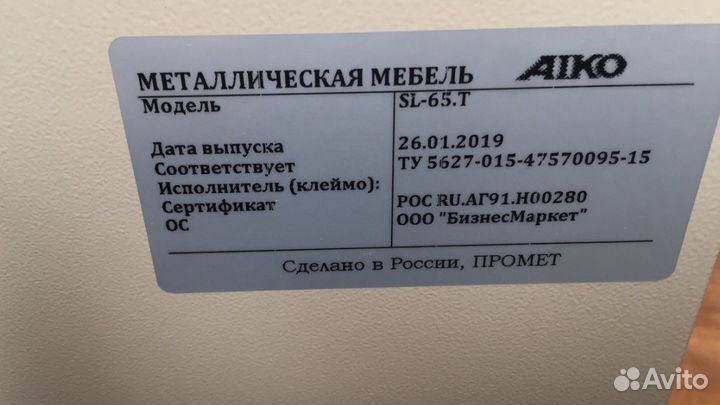 МЕТАЛЛИЧЕСКАЯ МЕБЕЛЬ AIKO
Модель SL-65.T
Дата выпуска 26.01.2019
Соответствует ТУ 5627-015-47570095-15
Исполнитель (клеймо):
Сертификат РОС RU.АГ91.Н00280
ОС ООО "БизнесМаркет"
Сделано в России, ПРОМЕТ
Avito